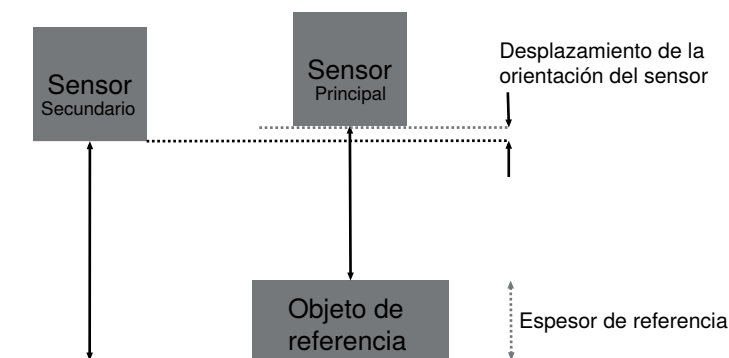 Sensor
Secundario
Sensor
Principal
Desplazamiento de la
orientación del sensor
Objeto de
referencia
Espesor de referencia